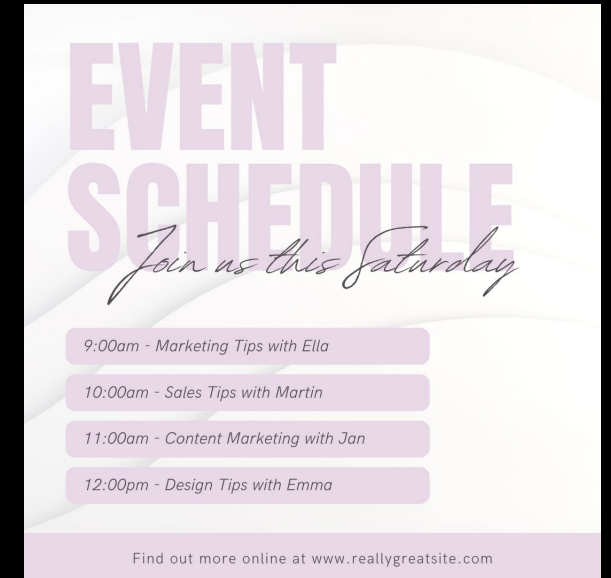 EVENT
SCHEDULE
Join us this Saturday
9:00am - Marketing Tips with Ella
10:00am - Sales Tips with Martin
11:00am - Content Marketing with Jan
12:00pm - Design Tips with Emma
Find out more online at www.reallygreatsite.com